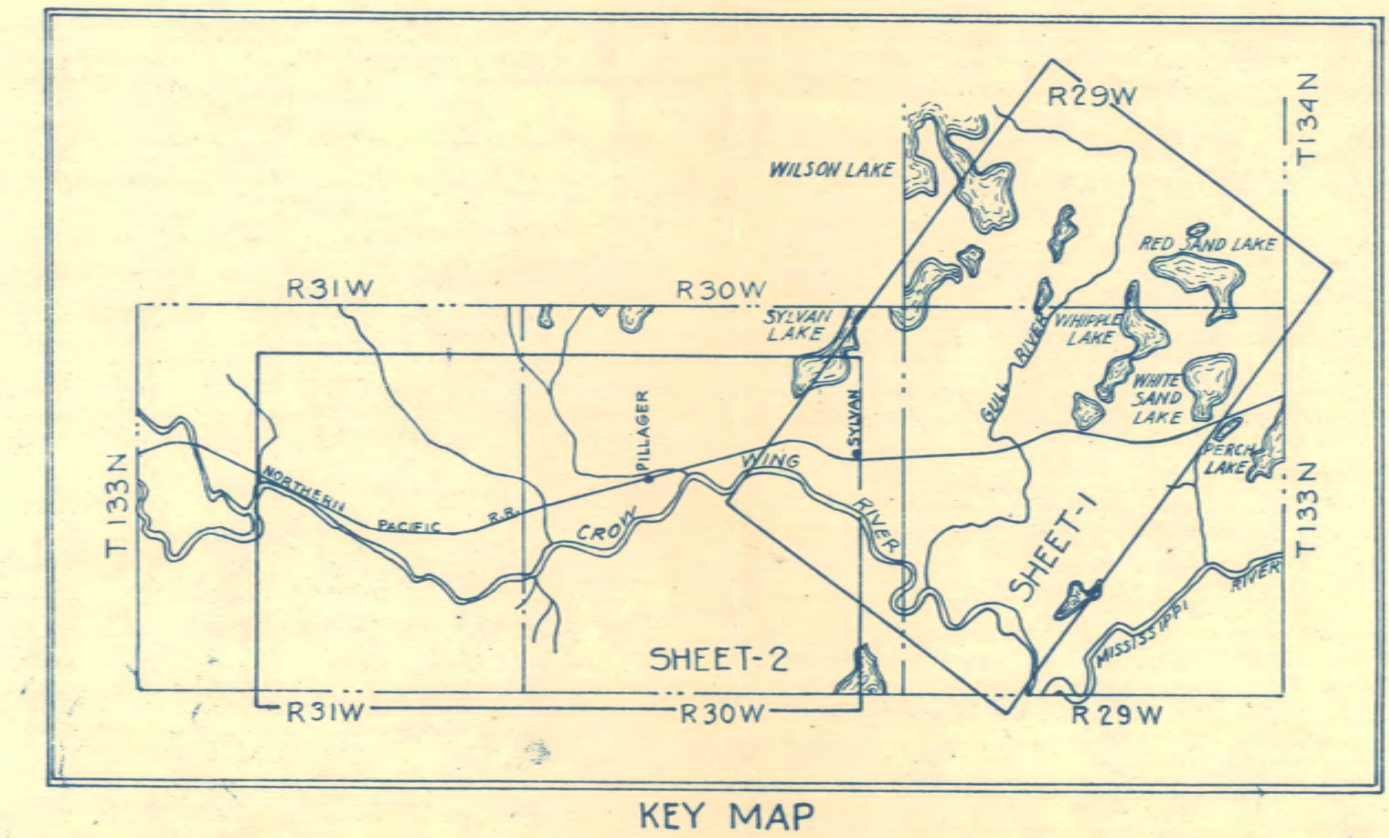 R29W
T134N
WILSON LAKE
RED SAND LAKE
R31W
R30W
SYLVAN
LAKE
GULL RIVER
WHIPPLE
LAKE
WHITE
SAND
LAKE
PILLAGER
SYLVAN
PERCH
LAKE
T133N
NORTHERN PACIFIC R.R.
CROW WING RIVER
T133N
SHEET-1
MISSISSIPPI RIVER
SHEET-2
R31W
R30W
R29W
KEY MAP